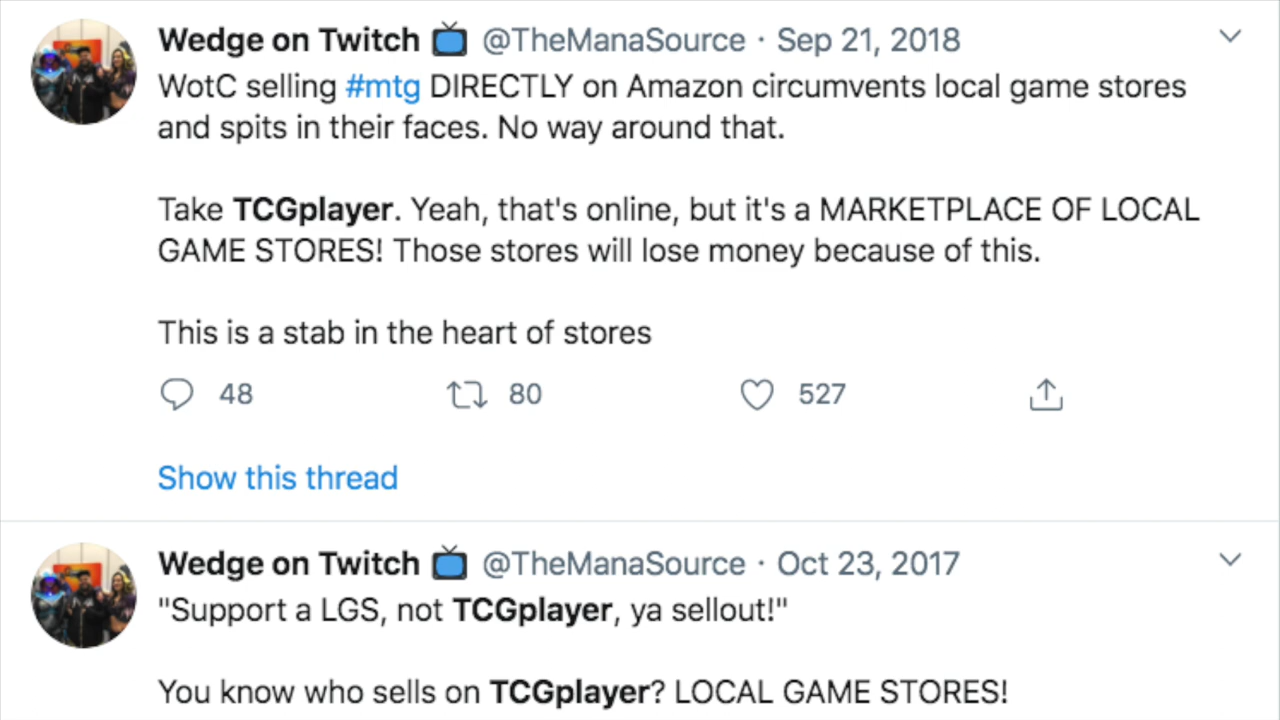 Wedge on Twitch 📺 @TheManaSource · Sep 21, 2018
WotC selling #mtg DIRECTLY on Amazon circumvents local game stores
and spits in their faces. No way around that.
Take TCGplayer. Yeah, that's online, but it's a MARKETPLACE OF LOCAL
GAME STORES! Those stores will lose money because of this.
This is a stab in the heart of stores
48 80 527
Show this thread
Wedge on Twitch 📺 @TheManaSource · Oct 23, 2017
"Support a LGS, not TCGplayer, ya sellout!"
You know who sells on TCGplayer? LOCAL GAME STORES!